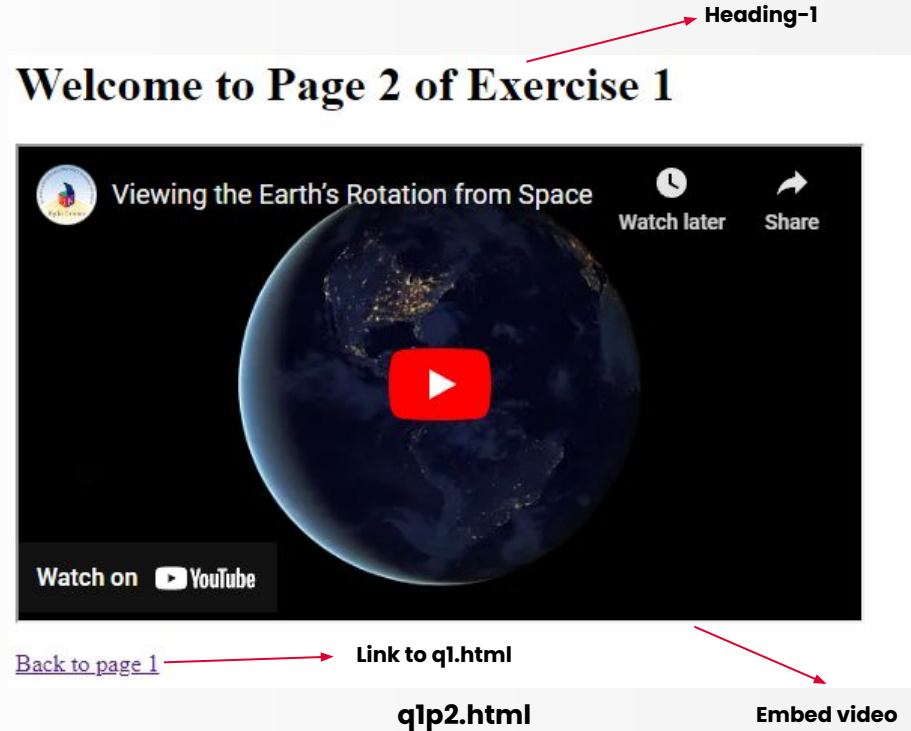 Heading-1
Welcome to Page 2 of Exercise 1
Viewing the Earth's Rotation from Space
Watch later
Share
Watch on YouTube
Back to page 1
Link to q1.html
q1p2.html
Embed video